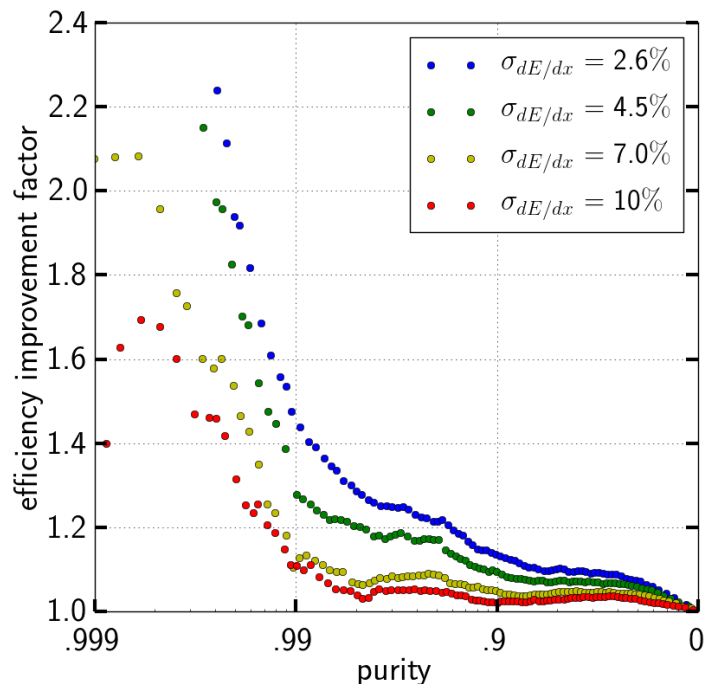 2.4
2.2
2.0
1.8
1.6
1.4
1.2
1.0
efficiency improvement factor
.999
.99
.9
0
purity
σ_{dE/dx} = 2.6%
σ_{dE/dx} = 4.5%
σ_{dE/dx} = 7.0%
σ_{dE/dx} = 10%